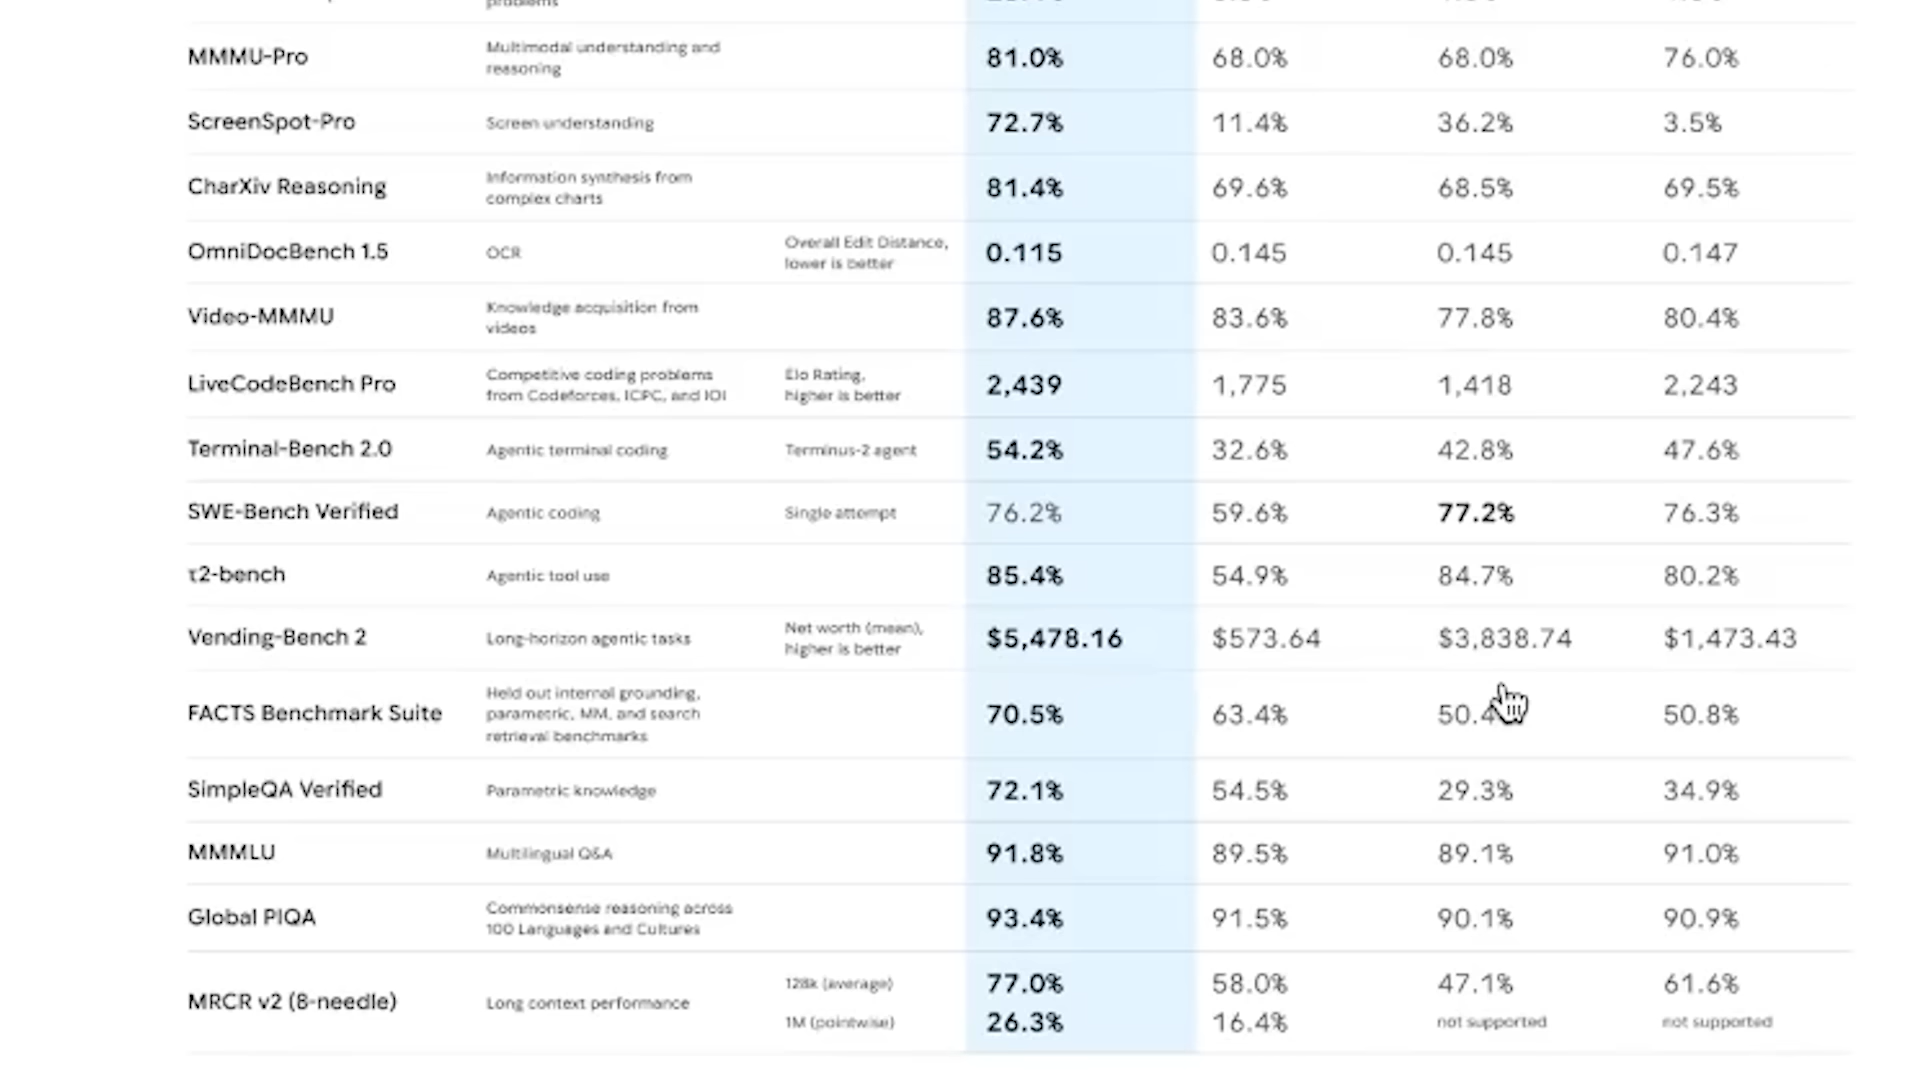 problems
MMMU-Pro Multimodal understanding and 81.0% 68.0% 68.0% 76.0%
reasoning
ScreenSpot-Pro Screen understanding 72.7% 11.4% 36.2% 3.5%
CharXiv Reasoning Information synthesis from 81.4% 69.6% 68.5% 69.5%
complex charts
OmniDocBench 1.5 OCR Overall Edit Distance, 0.115 0.145 0.145 0.147
lower is better
Video-MMMU Knowledge acquisition from 87.6% 83.6% 77.8% 80.4%
videos
LiveCodeBench Pro Competitive coding problems Elo Rating, 2,439 1,775 1,418 2,243
from Codeforces, ICPC, and IOI higher is better
Terminal-Bench 2.0 Agentic terminal coding Terminus-2 agent 54.2% 32.6% 42.8% 47.6%
SWE-Bench Verified Agentic coding Single attempt 76.2% 59.6% 77.2% 76.3%
τ2-bench Agentic tool use 85.4% 54.9% 84.7% 80.2%
Vending-Bench 2 Long-horizon agentic tasks Net worth (mean), $5,478.16 $573.64 $3,838.74 $1,473.43
higher is better
Held out internal grounding,
FACTS Benchmark Suite parametric, MM, and search 70.5% 63.4% 50.4 50.8%
retrieval benchmarks
SimpleQA Verified Parametric knowledge 72.1% 54.5% 29.3% 34.9%
MMMLU Multilingual Q&A 91.8% 89.5% 89.1% 91.0%
Global PIQA Commonsense reasoning across 93.4% 91.5% 90.1% 90.9%
100 Languages and Cultures
MRCR v2 (8-needle) Long context performance 128k (average) 77.0% 58.0% 47.1% 61.6%
1M (pointwise) 26.3% 16.4% not supported not supported